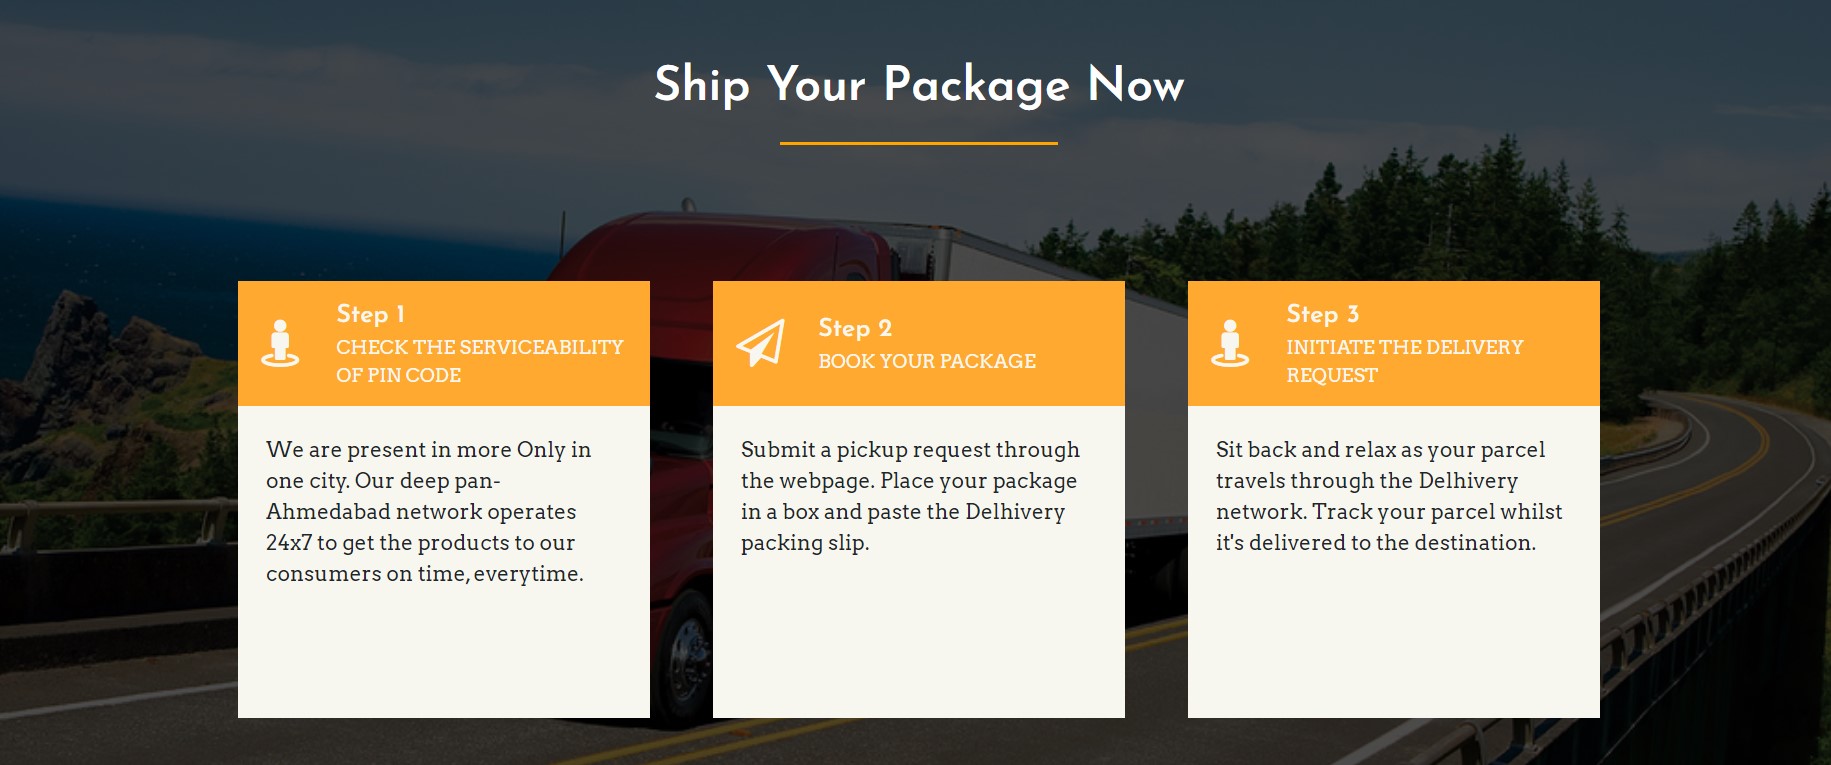 Ship Your Package Now
Step 1
CHECK THE SERVICEABILITY
OF PIN CODE
We are present in more Only in
one city. Our deep pan-
Ahmedabad network operates
24x7 to get the products to our
consumers on time, everytime.
Step 2
BOOK YOUR PACKAGE
Submit a pickup request through
the webpage. Place your package
in a box and paste the Delhivery
packing slip.
Step 3
INITIATE THE DELIVERY
REQUEST
Sit back and relax as your parcel
travels through the Delhivery
network. Track your parcel whilst
it's delivered to the destination.